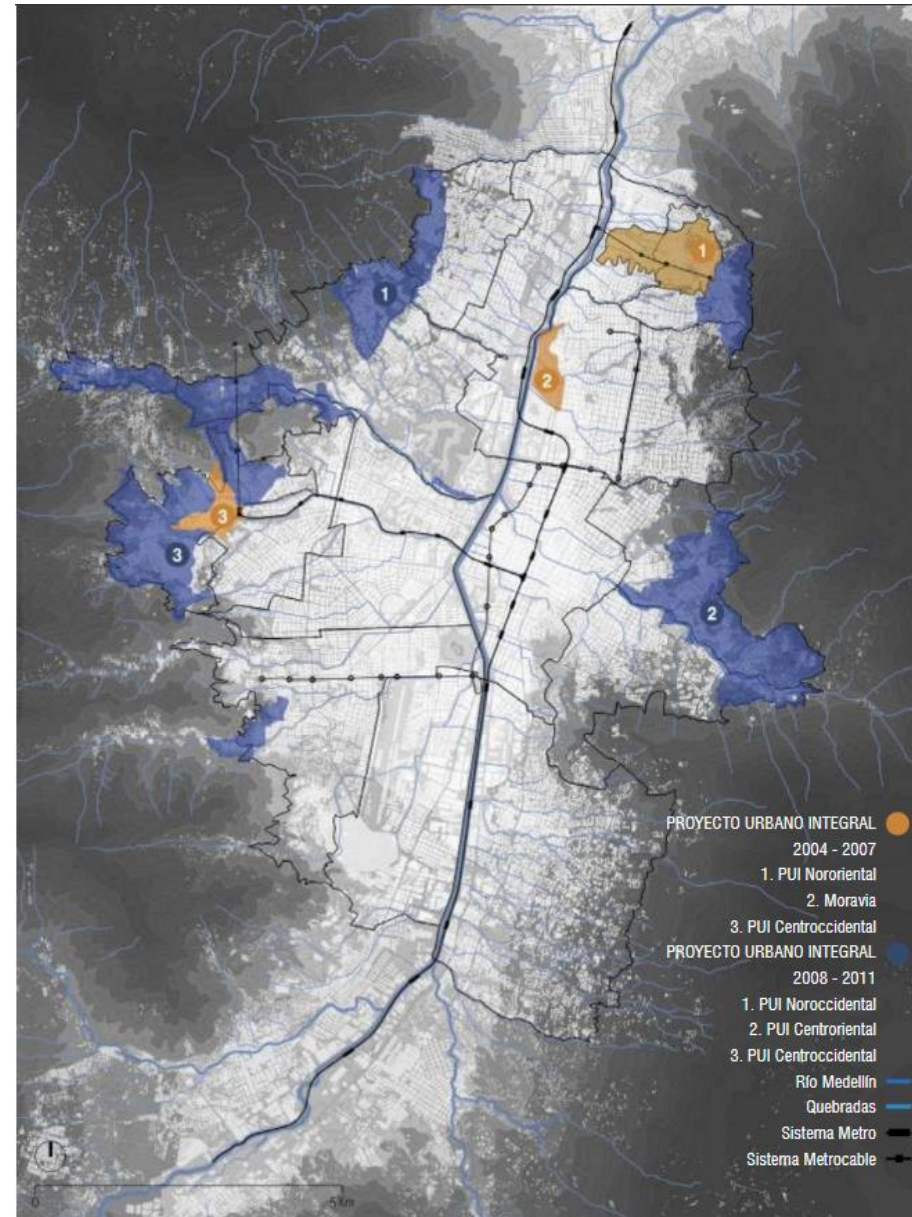 1
1
2
3
3
2
PROYECTO URBANO INTEGRAL
2004 - 2007
1. PUI Nororiental
2. Moravia
3. PUI Centroccidental
PROYECTO URBANO INTEGRAL
2008 - 2011
1. PUI Noroccidental
2. PUI Centroriental
3. PUI Centroccidental
Río Medellín
Quebradas
Sistema Metro
Sistema Metrocable
0
5 Km